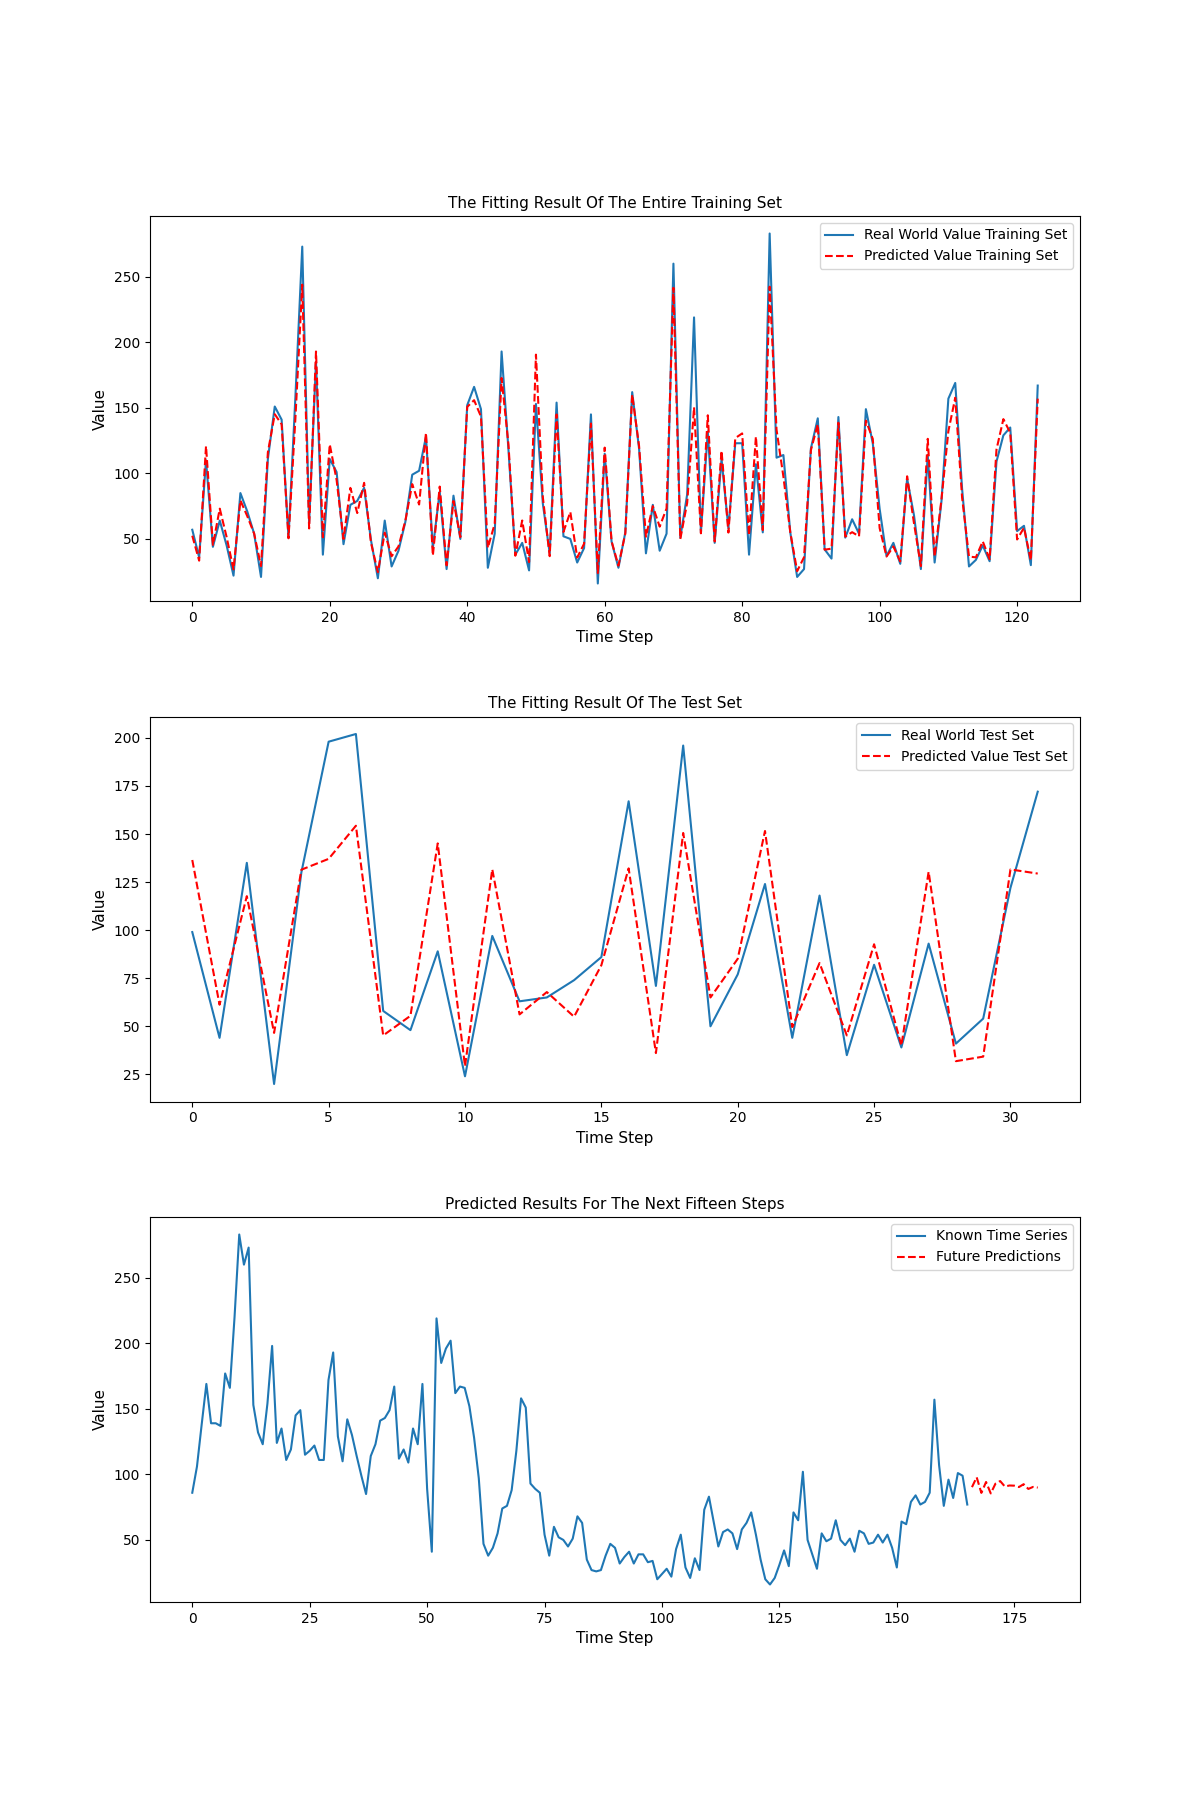 The Fitting Result Of The Entire Training Set
Real World Value Training Set
Predicted Value Training Set
Value
250
200
150
100
50
0 20 40 60 80 100 120
Time Step
The Fitting Result Of The Test Set
Real World Test Set
Predicted Value Test Set
Value
200
175
150
125
100
75
50
25
0 5 10 15 20 25 30
Time Step
Predicted Results For The Next Fifteen Steps
Known Time Series
Future Predictions
Value
250
200
150
100
50
0 25 50 75 100 125 150 175
Time Step